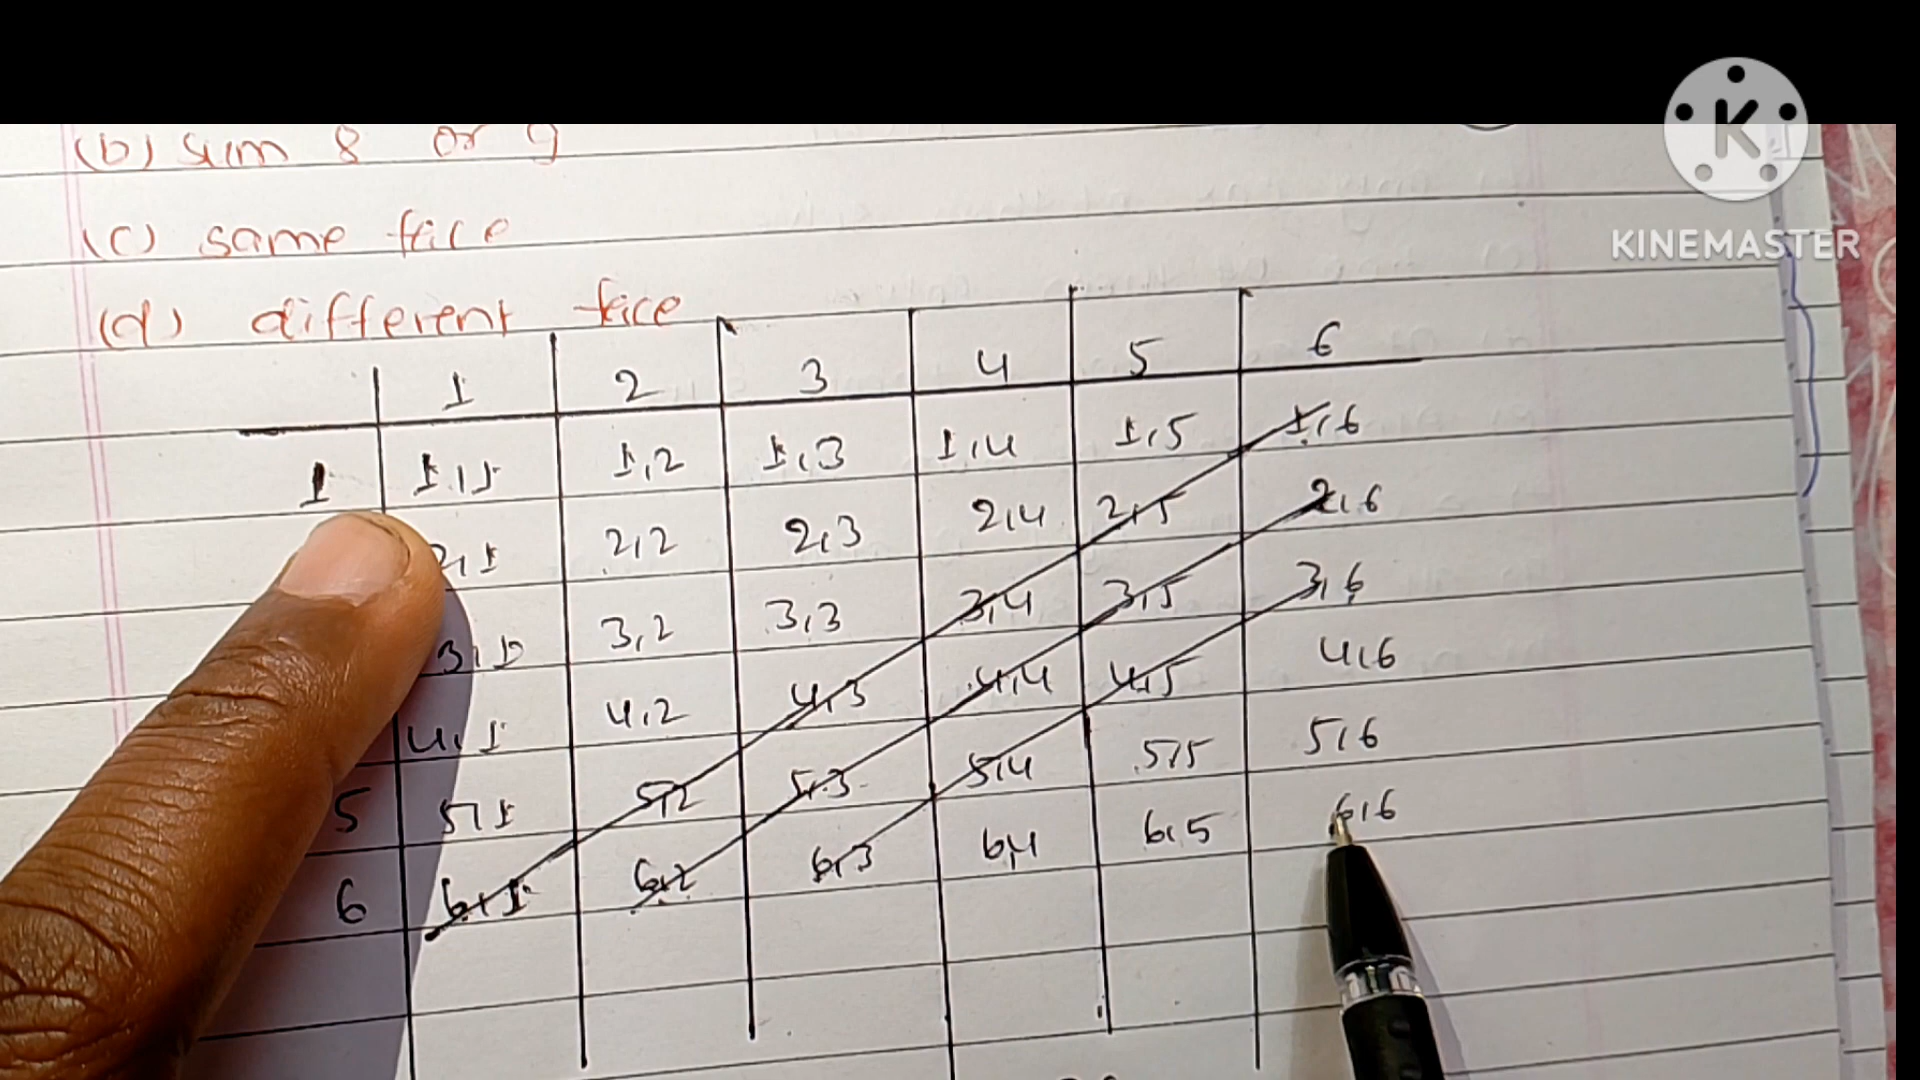 (b) sum 8 or 9
K
KINEMASTER
(c) same face
(d) different face
1 2 3 4 5 6
1 1,1 1,2 1,3 1,4 1,5 1,6
2,1 2,2 2,3 2,4 2,5 2,6
3,1 3,2 3,3 3,4 3,5 3,6
4,1 4,2 4,3 4,4 4,5 4,6
5 5,1 5,2 5,3 5,4 5,5 5,6
6 6,1 6,2 6,3 6,4 6,5 6,6